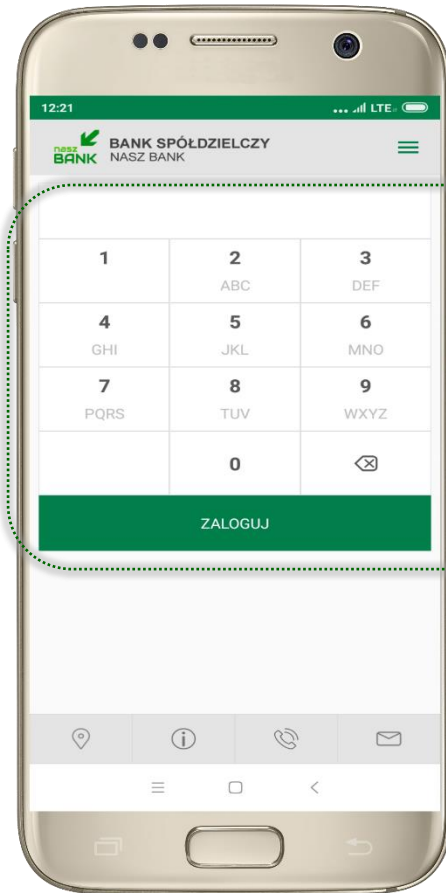 12:21 LTE
nasz BANK
BANK SPÓŁDZIELCZY
NASZ BANK
1 2 3
ABC DEF
4 5 6
GHI JKL MNO
7 8 9
PQRS TUV WXYZ
0
ZALOGUJ